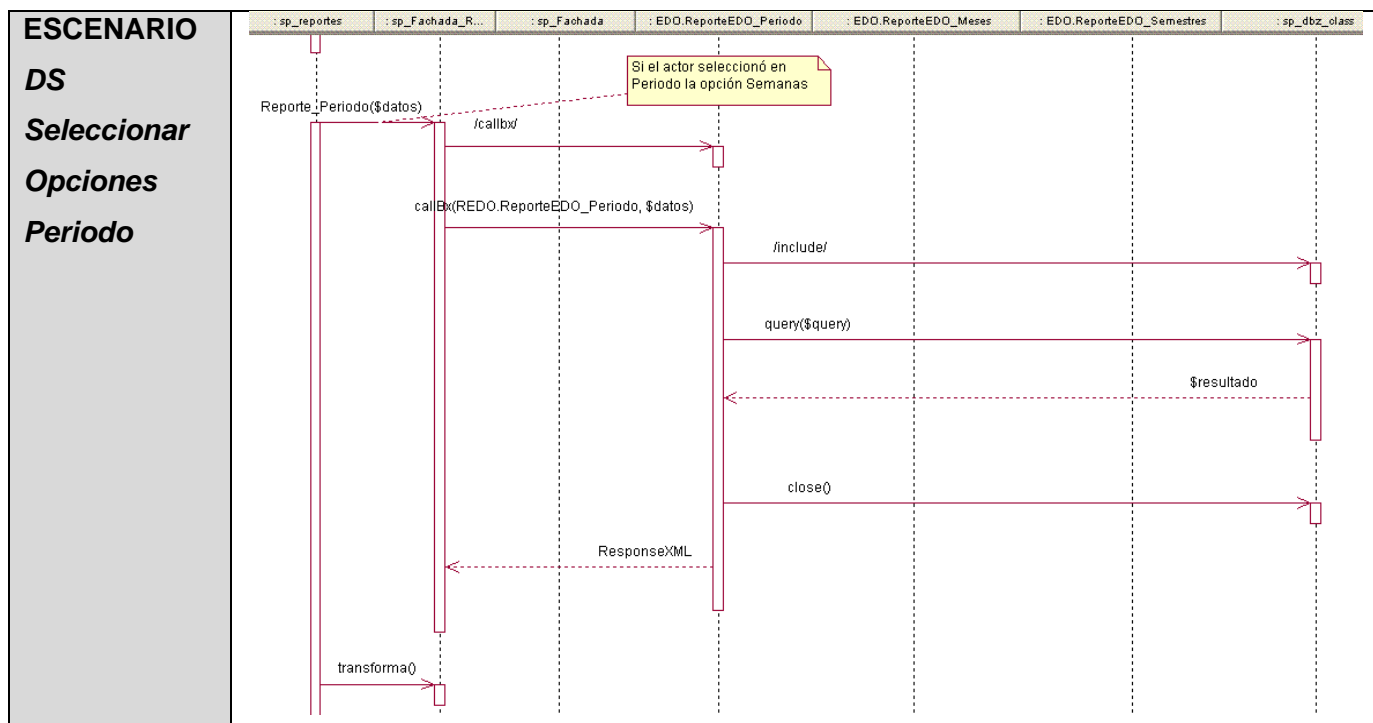 ESCENARIO
DS
Seleccionar
Opciones
Periodo
: sp_reportes
: sp_Fachada_R...
: sp_Fachada
: EDO.ReporteEDO_Periodo
: EDO.ReporteEDO_Meses
: EDO.ReporteEDO_Semestres
: sp_dbz_class
Si el actor seleccionó en
Periodo la opción Semanas
Reporte_Periodo($datos)
/callbx/
callBx(REDO.ReporteEDO_Periodo, $datos)
/include/
query($query)
$resultado
close()
ResponseXML
transforma()